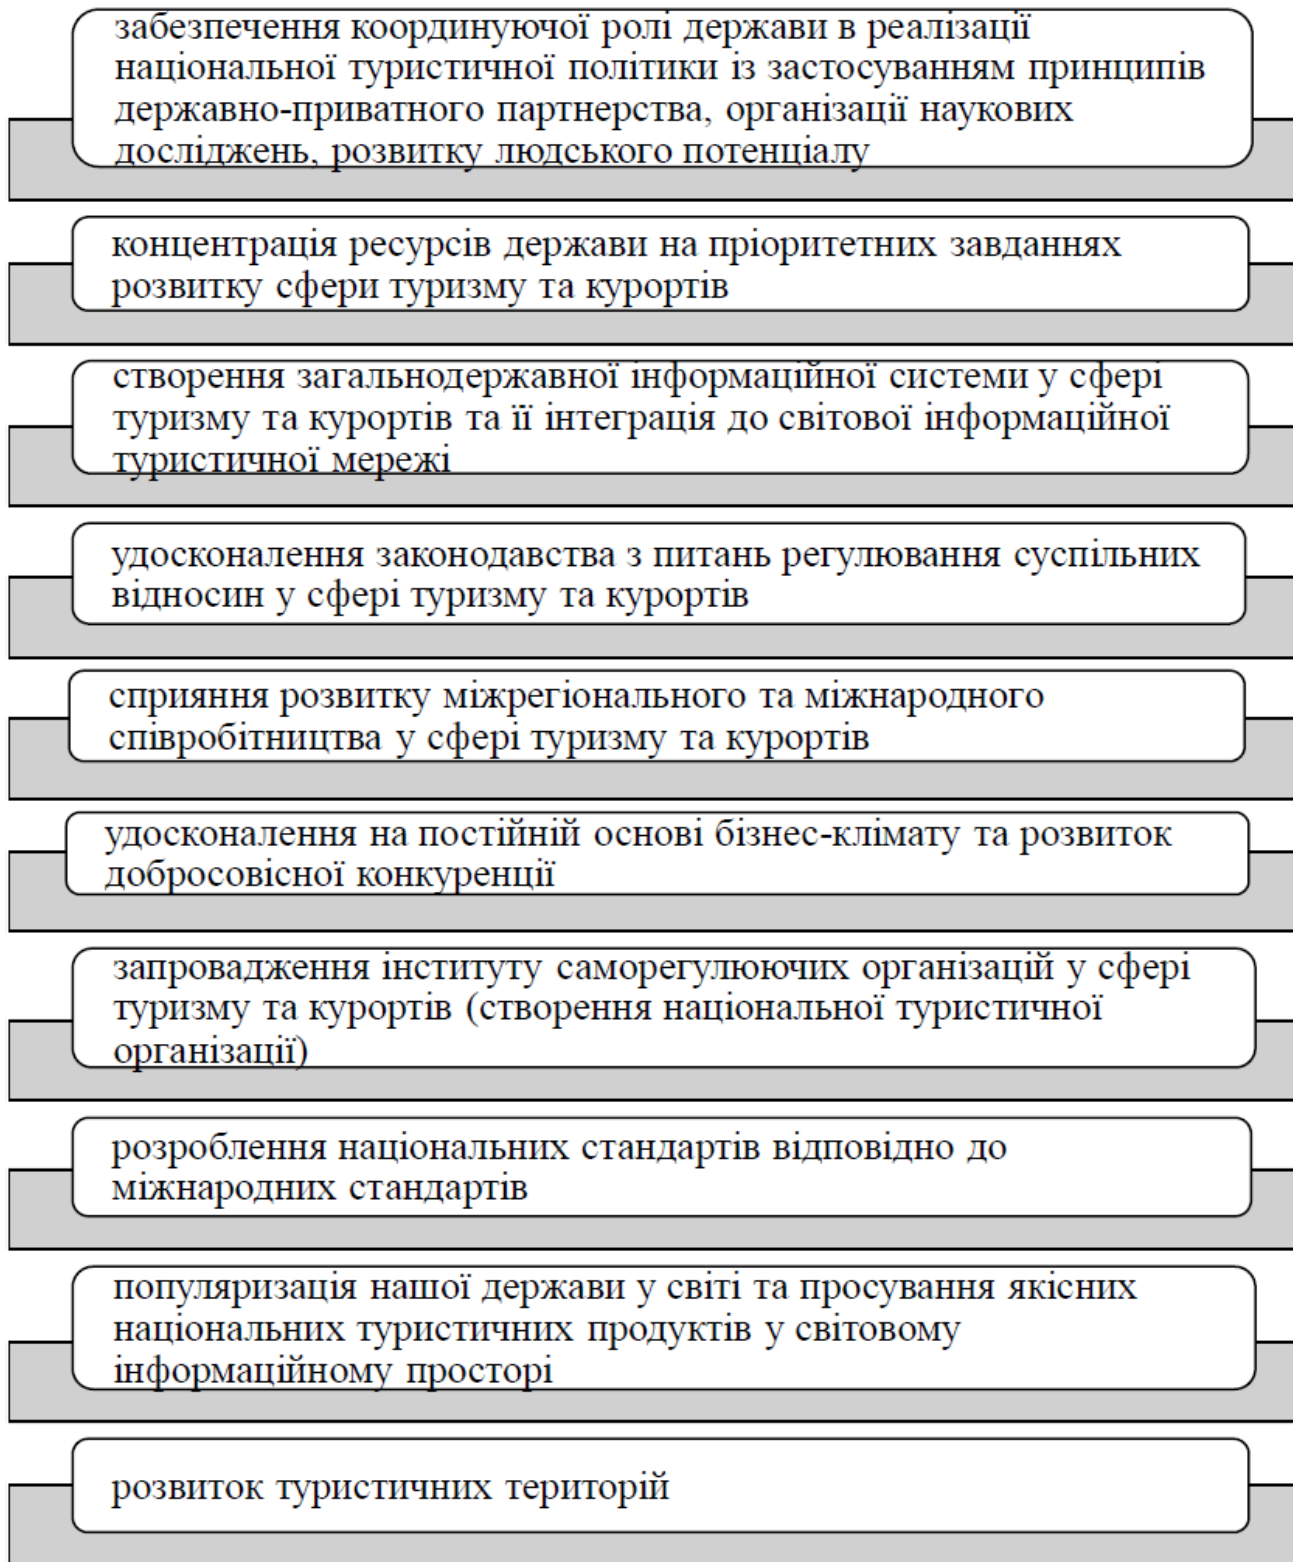 забезпечення координуючої ролі держави в реалізації
національної туристичної політики із застосуванням принципів
державно-приватного партнерства, організації наукових
досліджень, розвитку людського потенціалу
концентрація ресурсів держави на пріоритетних завданнях
розвитку сфери туризму та курортів
створення загальнодержавної інформаційної системи у сфері
туризму та курортів та її інтеграція до світової інформаційної
туристичної мережі
удосконалення законодавства з питань регулювання суспільних
відносин у сфері туризму та курортів
сприяння розвитку міжрегіонального та міжнародного
співробітництва у сфері туризму та курортів
удосконалення на постійній основі бізнес-клімату та розвиток
добросовісної конкуренції
запровадження інституту саморегулюючих організацій у сфері
туризму та курортів (створення національної туристичної
організації)
розроблення національних стандартів відповідно до
міжнародних стандартів
популяризація нашої держави у світі та просування якісних
національних туристичних продуктів у світовому
інформаційному просторі
розвиток туристичних територій